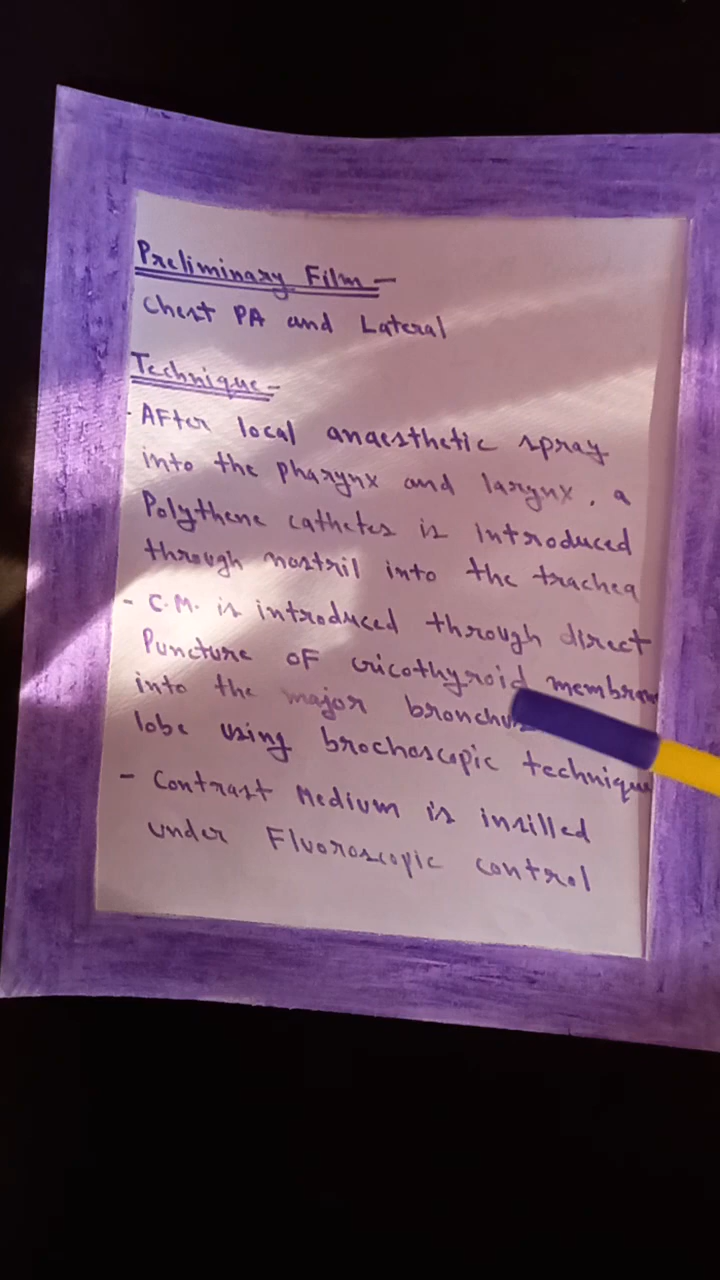 Preliminary Film -
Chest PA and Lateral
Technique -
- AFter local anaesthetic spray
into the pharynx and larynx, a
Polythene catheter is introduced
through nostril into the trachea
- C.M. is introduced through direct
Puncture OF cricothyroid
into the major
lobe using brochoscopic technique
- Contrast Medium is insilled
under Fluoroscopic control